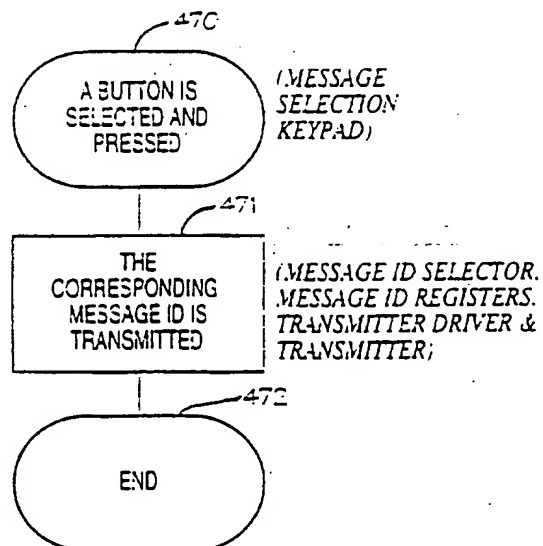 470
A BUTTON IS
SELECTED AND
PRESSED
(MESSAGE
SELECTION
KEYPAD)
471
THE
CORRESPONDING
MESSAGE ID IS
TRANSMITTED
(MESSAGE ID SELECTOR,
MESSAGE ID REGISTERS,
TRANSMITTER DRIVER &
TRANSMITTER)
472
END